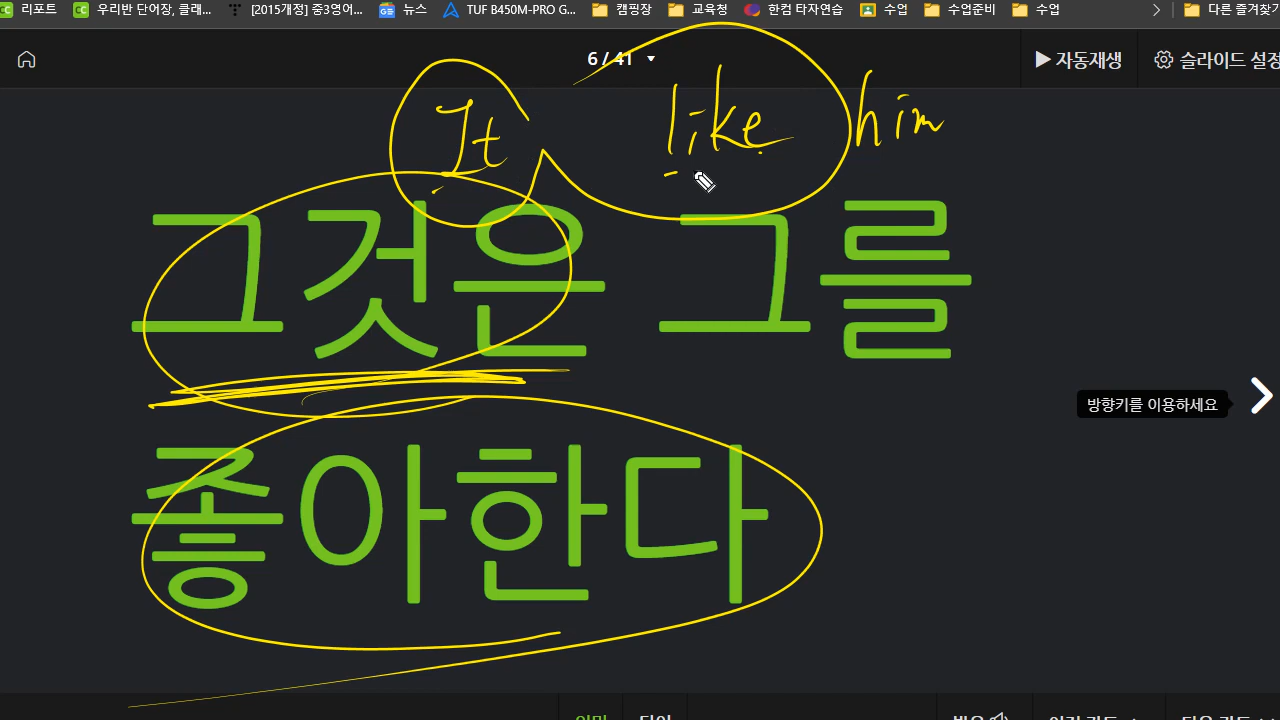 리포트 우리반 단어장, 클래... [2015개정] 중3영어... 뉴스 TUF B450M-PRO G... 캠핑장 교육청 한컴 타자연습 수업 수업준비 수업 다른 즐겨찾기
6 / 41 자동재생 슬라이드 설정
It like him
그것은 그를
방향키를 이용하세요
좋아한다